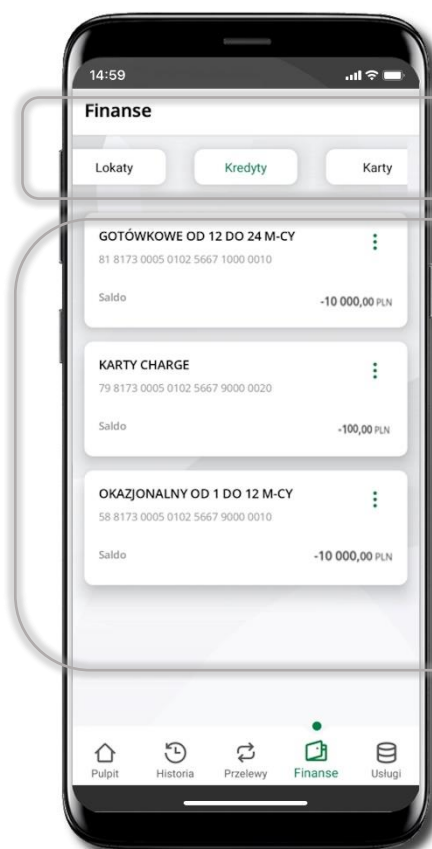 14:59
Finanse
Lokaty Kredyty Karty
GOTÓWKOWE OD 12 DO 24 M-CY
81 8173 0005 0102 5667 1000 0010
Saldo -10 000,00 PLN
KARTY CHARGE
79 8173 0005 0102 5667 9000 0020
Saldo -100,00 PLN
OKAZJONALNY OD 1 DO 12 M-CY
58 8173 0005 0102 5667 9000 0010
Saldo -10 000,00 PLN
Pulpit Historia Przelewy Finanse Usługi